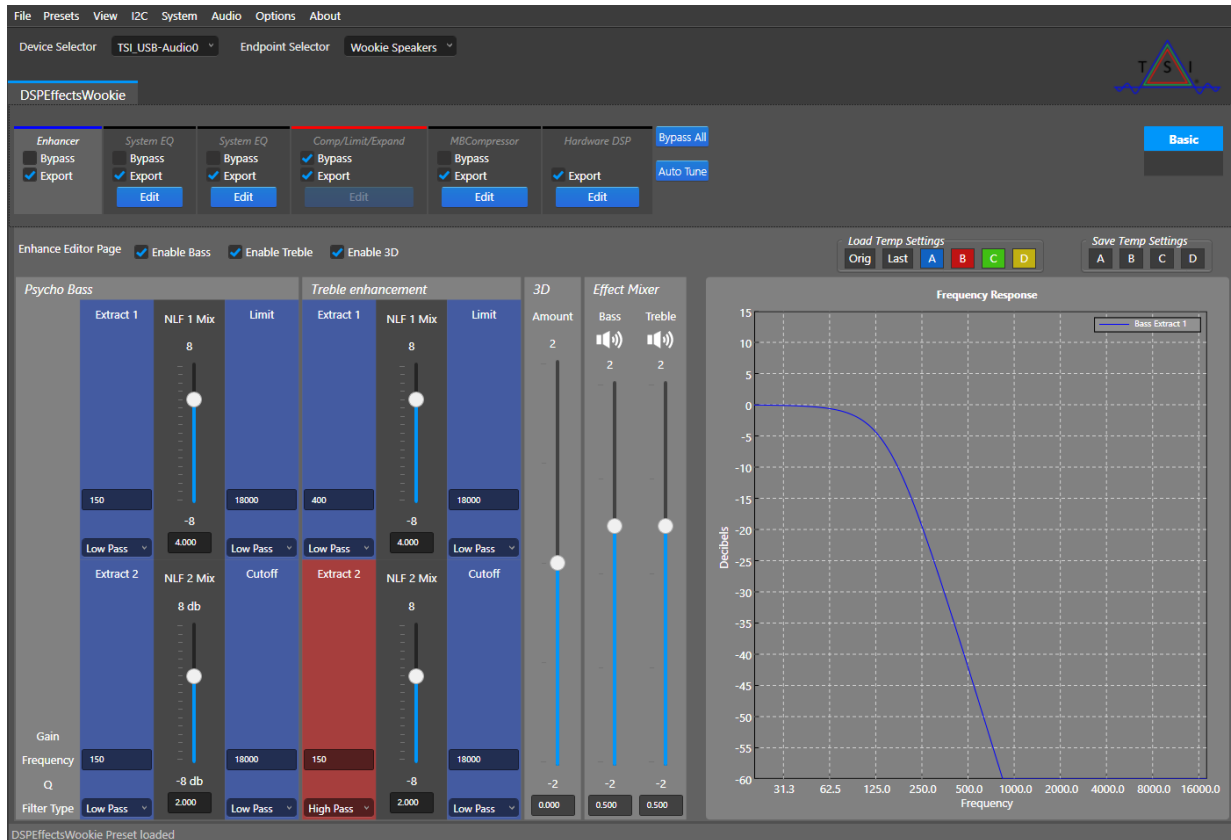 File Presets View I2C System Audio Options About
Device Selector TSI_USB-Audio0 Endpoint Selector Wookie Speakers
T S I
DSPEffectsWookie
Enhancer System EQ System EQ Comp/Limit/Expand MBCompressor Hardware DSP Bypass All Basic
Bypass Bypass Bypass Bypass Bypass
Export Export Export Export Export Export Auto Tune
Edit Edit Edit Edit Edit
Enhance Editor Page Enable Bass Enable Treble Enable 3D
Load Temp Settings Save Temp Settings
Orig Last A B C D A B C D
Psycho Bass Treble enhancement 3D Effect Mixer
Extract 1 NLF 1 Mix Limit Extract 1 NLF 1 Mix Limit Amount Bass Treble
8 8 2 2 2
150 18000 400 18000
-8 -8
Low Pass 4.000 Low Pass Low Pass 4.000 Low Pass
Extract 2 NLF 2 Mix Cutoff Extract 2 NLF 2 Mix Cutoff
8 db 8
Gain
Frequency 150 18000 150 18000
Q -8 db -8 -2 -2 -2
Filter Type Low Pass 2.000 Low Pass High Pass 2.000 Low Pass 0.000 0.500 0.500
Frequency Response
Bass Extract 1
15
10
5
0
-5
-10
-15
-20
-25
-30
-35
-40
-45
-50
-55
-60
Decibels
31.3 62.5 125.0 250.0 500.0 1000.0 2000.0 4000.0 8000.0 16000.0
Frequency
DSPEffectsWookie Preset loaded